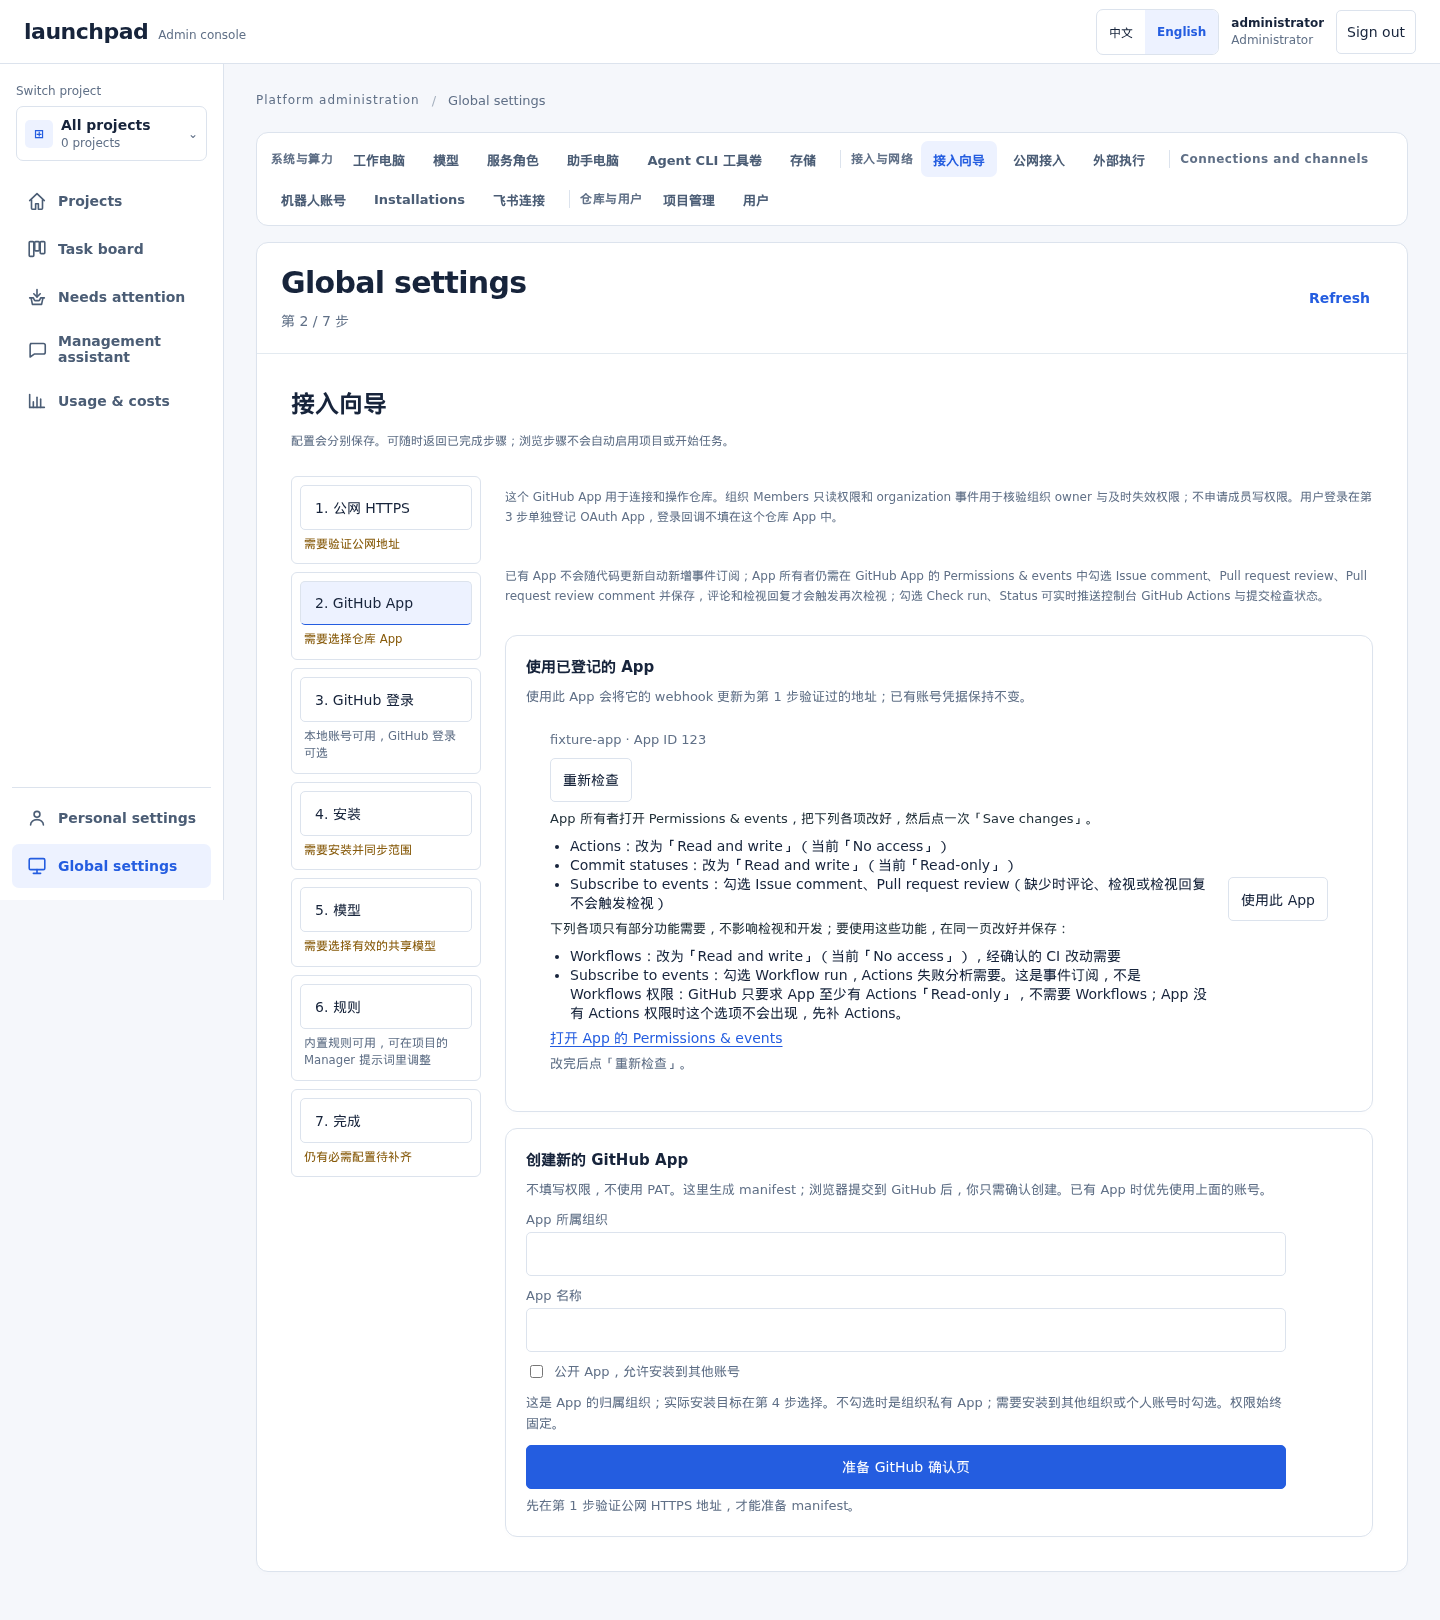 launchpad Admin console
中文 English
administrator
Administrator
Sign out
Switch project
All projects
0 projects
Projects
Task board
Needs attention
Management
assistant
Usage & costs
Personal settings
Global settings
Platform administration / Global settings
系统与算力 工作电脑 模型 服务角色 助手电脑 Agent CLI 工具卷 存储 接入与网络 接入向导 公网接入 外部执行 Connections and channels
机器人账号 Installations 飞书连接 仓库与用户 项目管理 用户
Global settings
第 2 / 7 步
Refresh
接入向导
配置会分别保存。可随时返回已完成步骤；浏览步骤不会自动启用项目或开始任务。
1. 公网 HTTPS
需要验证公网地址
2. GitHub App
需要选择仓库 App
3. GitHub 登录
本地账号可用，GitHub 登录
可选
4. 安装
需要安装并同步范围
5. 模型
需要选择有效的共享模型
6. 规则
内置规则可用，可在项目的
Manager 提示词里调整
7. 完成
仍有必需配置待补齐
这个 GitHub App 用于连接和操作仓库。组织 Members 只读权限和 organization 事件用于核验组织 owner 与及时失效权限；不申请成员写权限。用户登录在第
3 步单独登记 OAuth App，登录回调不填在这个仓库 App 中。
已有 App 不会随代码更新自动新增事件订阅；App 所有者仍需在 GitHub App 的 Permissions & events 中勾选 Issue comment、Pull request review、Pull
request review comment 并保存，评论和检视回复才会触发再次检视；勾选 Check run、Status 可实时推送控制台 GitHub Actions 与提交检查状态。
使用已登记的 App
使用此 App 会将它的 webhook 更新为第 1 步验证过的地址；已有账号凭据保持不变。
fixture-app · App ID 123
重新检查
App 所有者打开 Permissions & events，把下列各项改好，然后点一次「Save changes」。
• Actions：改为「Read and write」（当前「No access」）
• Commit statuses：改为「Read and write」（当前「Read-only」）
• Subscribe to events：勾选 Issue comment、Pull request review（缺少时评论、检视或检视回复
不会触发检视）
下列各项只有部分功能需要，不影响检视和开发；要使用这些功能，在同一页改好并保存：
• Workflows：改为「Read and write」（当前「No access」），经确认的 CI 改动需要
• Subscribe to events：勾选 Workflow run，Actions 失败分析需要。这是事件订阅，不是
Workflows 权限：GitHub 只要求 App 至少有 Actions「Read-only」，不需要 Workflows；App 没
有 Actions 权限时这个选项不会出现，先补 Actions。
打开 App 的 Permissions & events
改完后点「重新检查」。
使用此 App
创建新的 GitHub App
不填写权限，不使用 PAT。这里生成 manifest；浏览器提交到 GitHub 后，你只需确认创建。已有 App 时优先使用上面的账号。
App 所属组织
App 名称
公开 App，允许安装到其他账号
这是 App 的归属组织；实际安装目标在第 4 步选择。不勾选时是组织私有 App；需要安装到其他组织或个人账号时勾选。权限始终
固定。
准备 GitHub 确认页
先在第 1 步验证公网 HTTPS 地址，才能准备 manifest。